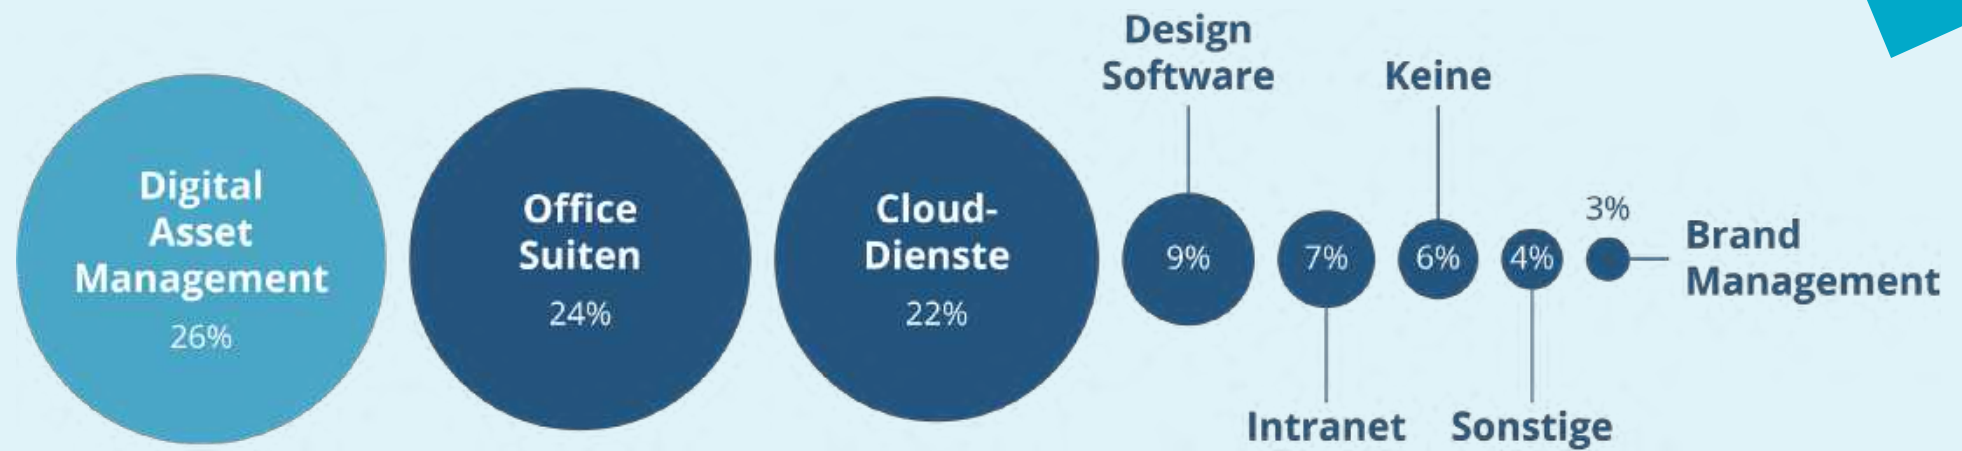 Digital
Asset
Management
26%
Office
Suiten
24%
Cloud-
Dienste
22%
Design
Software
9%
7%
Intranet
Keine
6%
4%
Sonstige
3%
Brand
Management